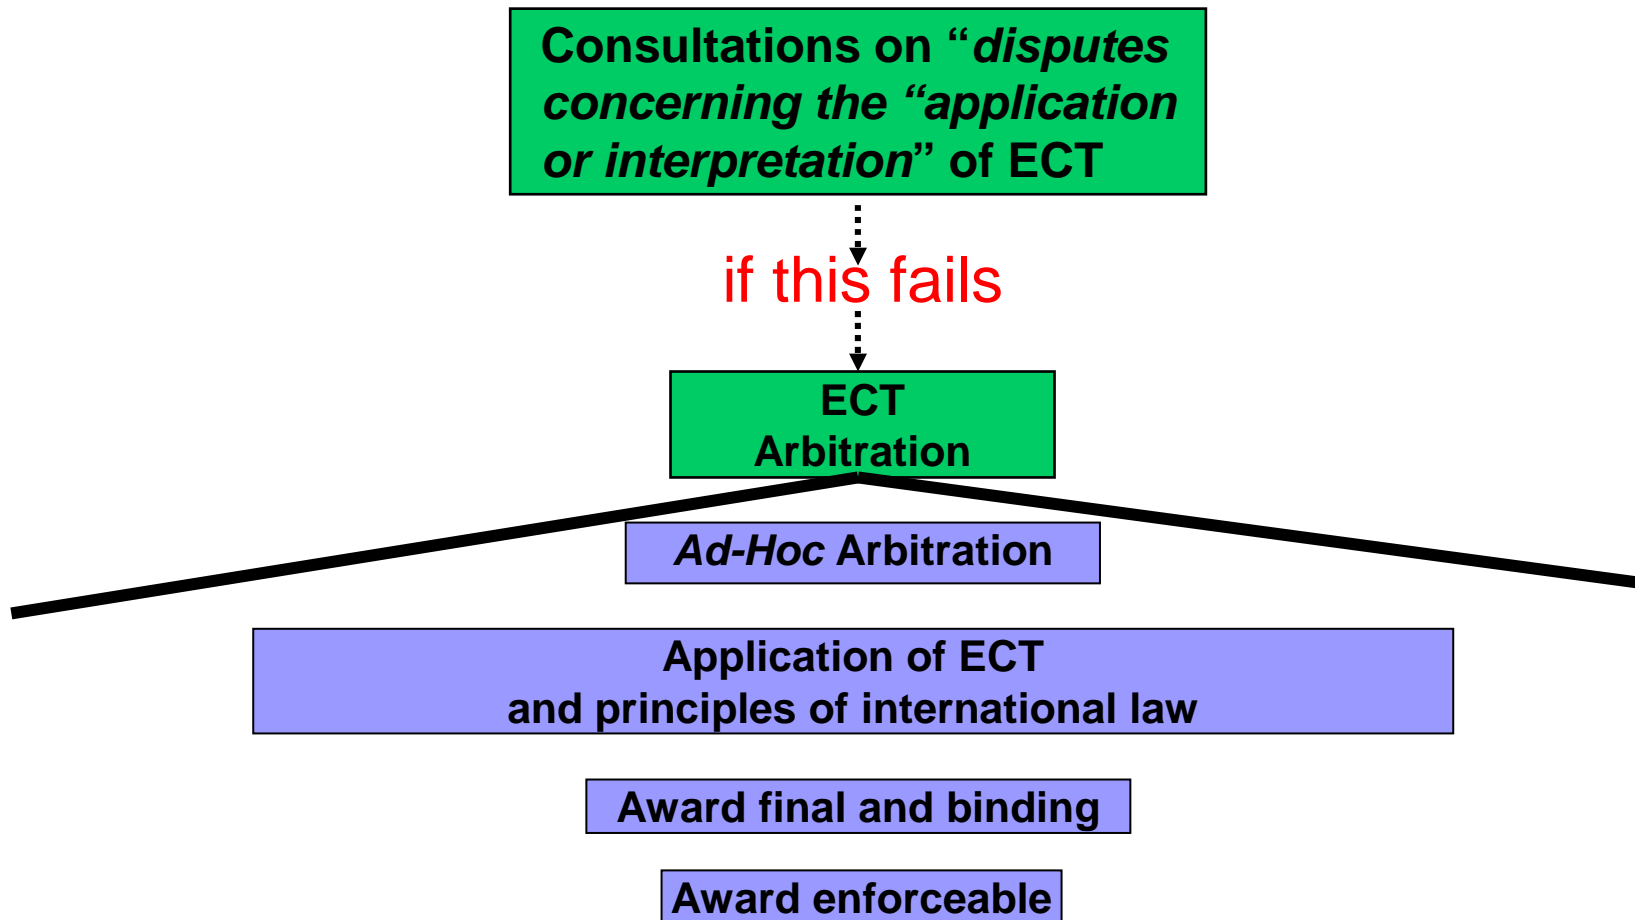 Consultations on “disputes
concerning the “application
or interpretation” of ECT
if this fails
ECT
Arbitration
Ad-Hoc Arbitration
Application of ECT
and principles of international law
Award final and binding
Award enforceable